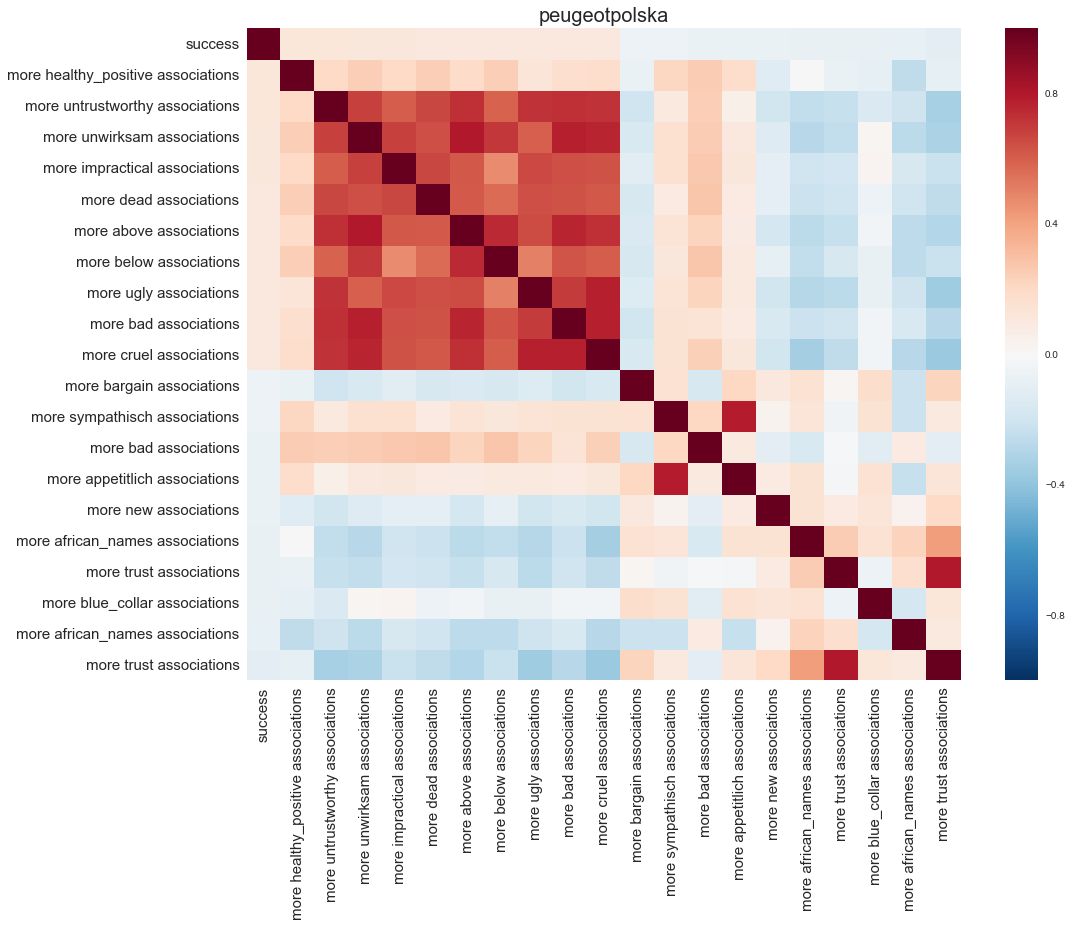 peugeotpolska
success
more healthy_positive associations
more untrustworthy associations
more unwirksam associations
more impractical associations
more dead associations
more above associations
more below associations
more ugly associations
more bad associations
more cruel associations
more bargain associations
more sympathisch associations
more bad associations
more appetitlich associations
more new associations
more african_names associations
more trust associations
more blue_collar associations
more african_names associations
more trust associations
0.8
0.4
0.0
−0.4
−0.8
success
more healthy_positive associations
more untrustworthy associations
more unwirksam associations
more impractical associations
more dead associations
more above associations
more below associations
more ugly associations
more bad associations
more cruel associations
more bargain associations
more sympathisch associations
more bad associations
more appetitlich associations
more new associations
more african_names associations
more trust associations
more blue_collar associations
more african_names associations
more trust associations